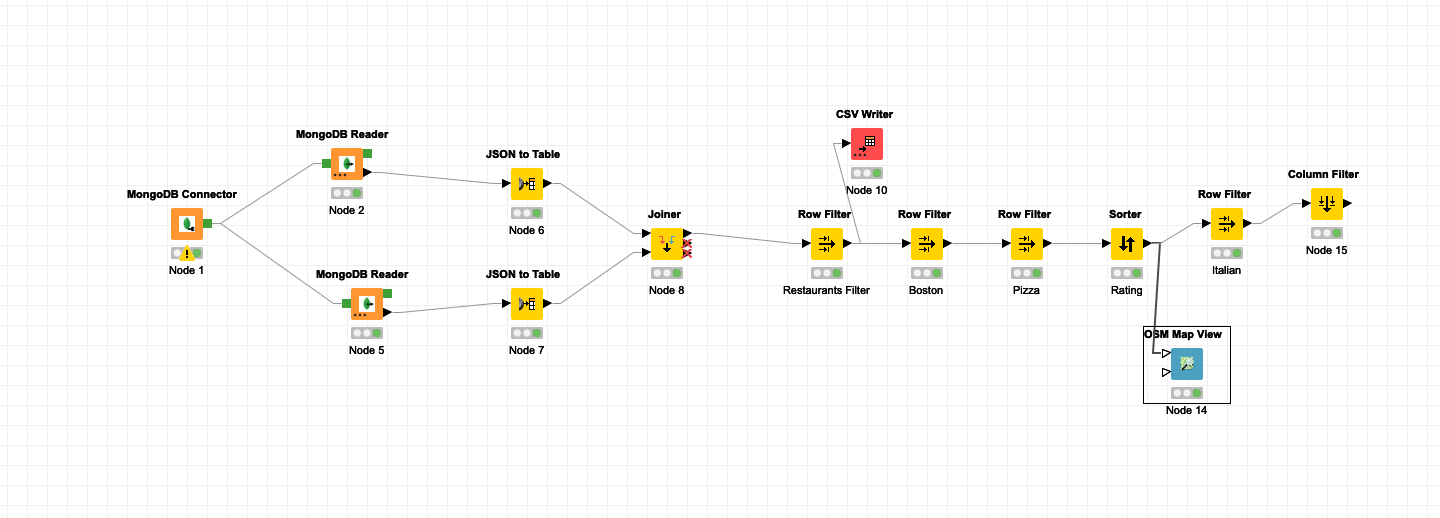 CSV Writer
Node 10
MongoDB Reader
Node 2
JSON to Table
Node 6
MongoDB Connector
Node 1
Joiner
Node 8
Row Filter
Restaurants Filter
Row Filter
Boston
Row Filter
Pizza
Sorter
Rating
Row Filter
Italian
Column Filter
Node 15
MongoDB Reader
Node 5
JSON to Table
Node 7
OSM Map View
Node 14